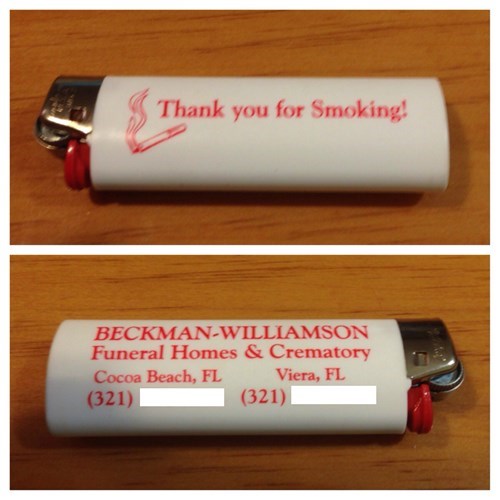 Thank you for Smoking!
BECKMAN-WILLIAMSON
Funeral Homes & Crematory
Cocoa Beach, FL Viera, FL
(321) (321)